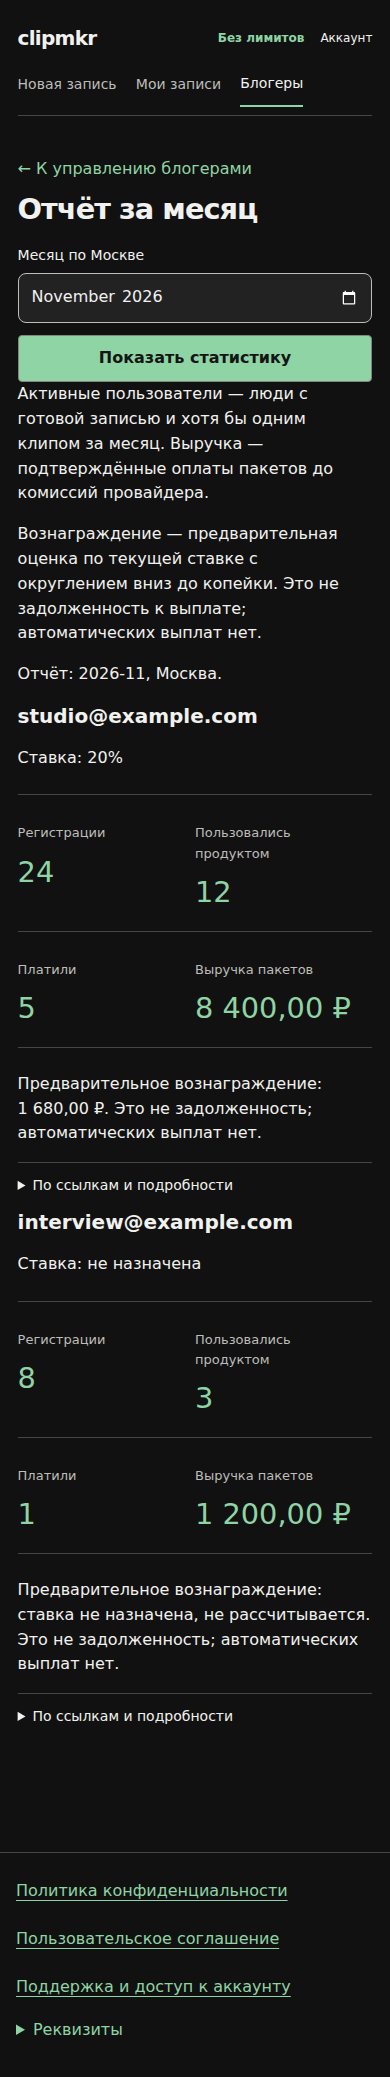 clipmkr
Без лимитов
Аккаунт
Новая запись
Мои записи
Блогеры
← К управлению блогерами
Отчёт за месяц
Месяц по Москве
November 2026
Показать статистику
Активные пользователи — люди с
готовой записью и хотя бы одним
клипом за месяц. Выручка —
подтверждённые оплаты пакетов до
комиссий провайдера.
Вознаграждение — предварительная
оценка по текущей ставке с
округлением вниз до копейки. Это не
задолженность к выплате;
автоматических выплат нет.
Отчёт: 2026-11, Москва.
studio@example.com
Ставка: 20%
Регистрации
24
Пользовались
продуктом
12
Платили
5
Выручка пакетов
8 400,00 ₽
Предварительное вознаграждение:
1 680,00 ₽. Это не задолженность;
автоматических выплат нет.
По ссылкам и подробности
interview@example.com
Ставка: не назначена
Регистрации
8
Пользовались
продуктом
3
Платили
1
Выручка пакетов
1 200,00 ₽
Предварительное вознаграждение:
ставка не назначена, не рассчитывается.
Это не задолженность; автоматических
выплат нет.
По ссылкам и подробности
Политика конфиденциальности
Пользовательское соглашение
Поддержка и доступ к аккаунту
Реквизиты